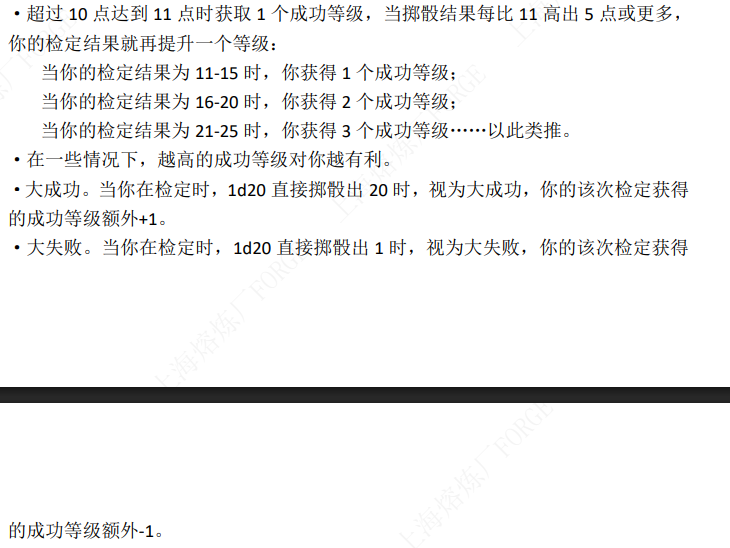 •超过 10 点达到 11 点时获取 1 个成功等级，当掷骰结果每比 11 高出 5 点或更多，
你的检定结果就再提升一个等级：
当你的检定结果为 11-15 时，你获得 1 个成功等级；
当你的检定结果为 16-20 时，你获得 2 个成功等级；
当你的检定结果为 21-25 时，你获得 3 个成功等级……以此类推。
•在一些情况下，越高的成功等级对你越有利。
•大成功。当你在检定时，1d20 直接掷骰出 20 时，视为大成功，你的该次检定获得
的成功等级额外+1。
•大失败。当你在检定时，1d20 直接掷骰出 1 时，视为大失败，你的该次检定获得
上海熔炼厂FORGE
的成功等级额外-1。
上海熔炼厂FORGE